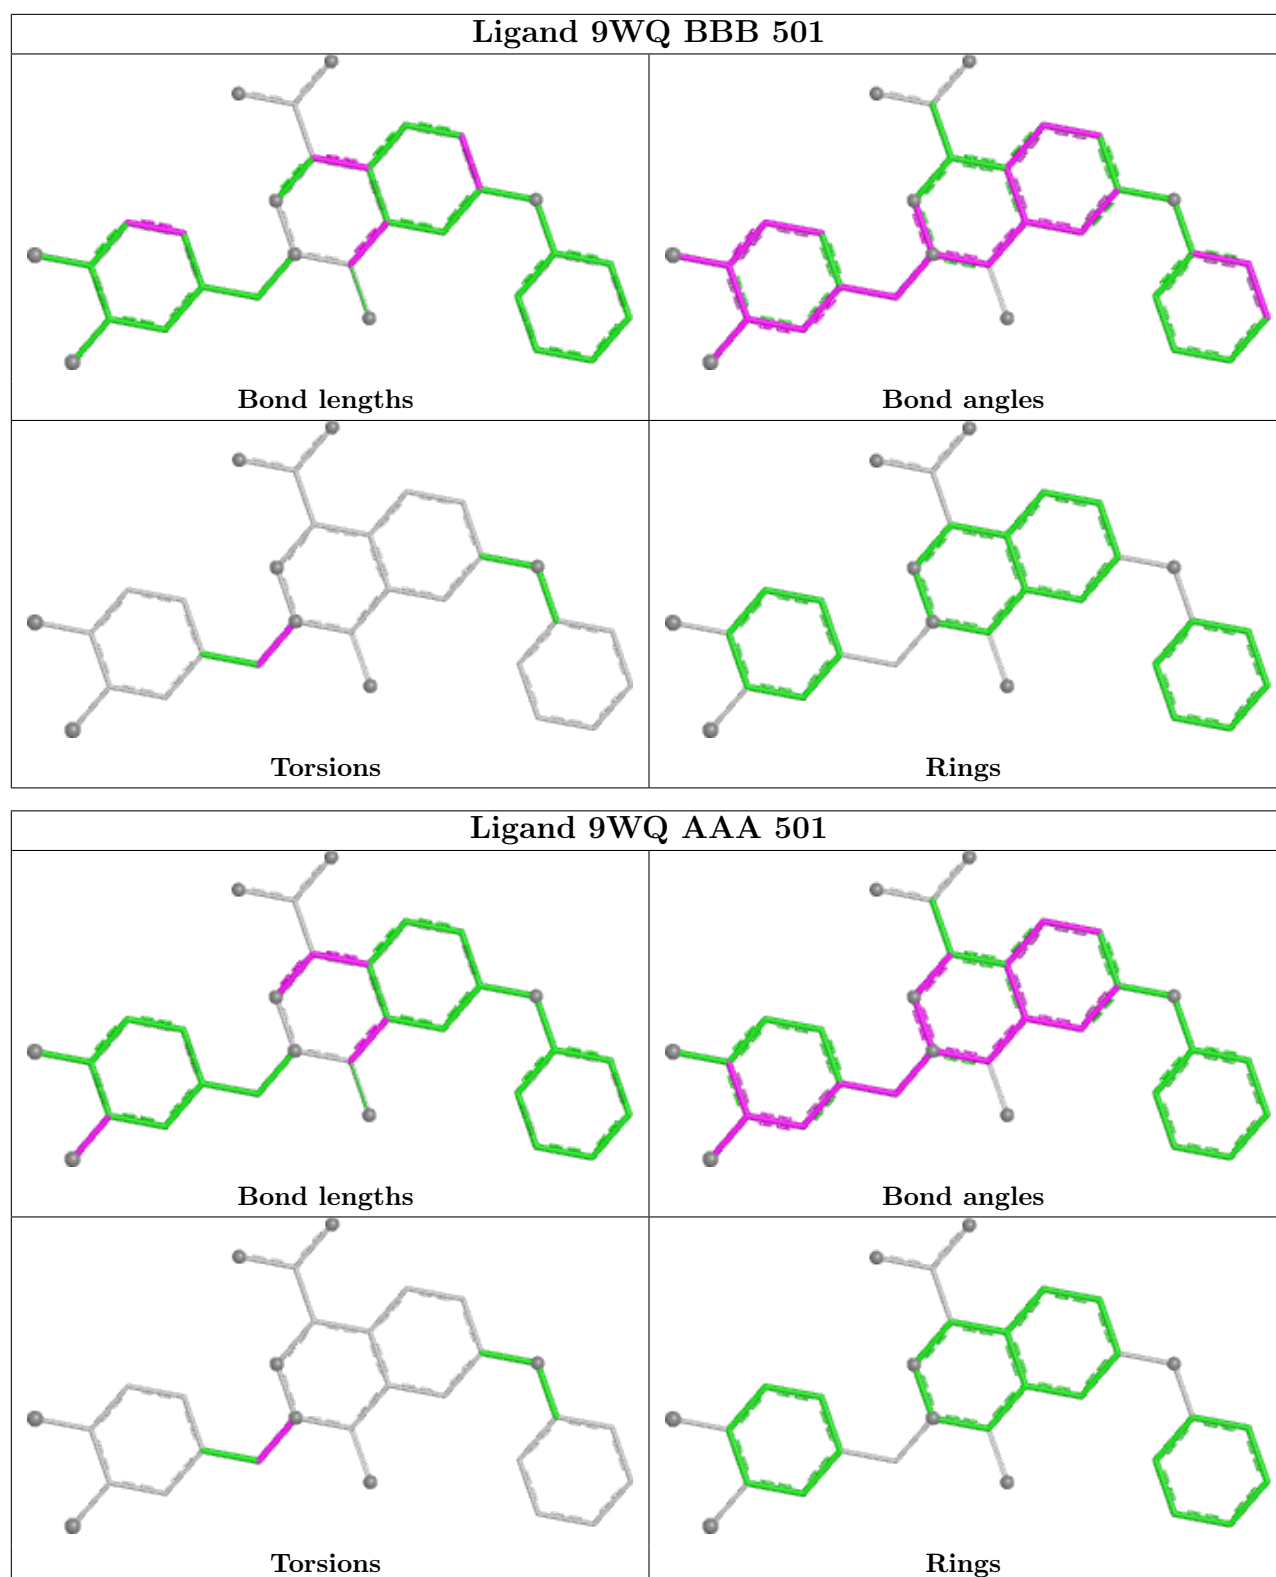 Ligand 9WQ BBB 501
Bond lengths
Bond angles
Torsions
Rings
Ligand 9WQ AAA 501
Bond lengths
Bond angles
Torsions
Rings